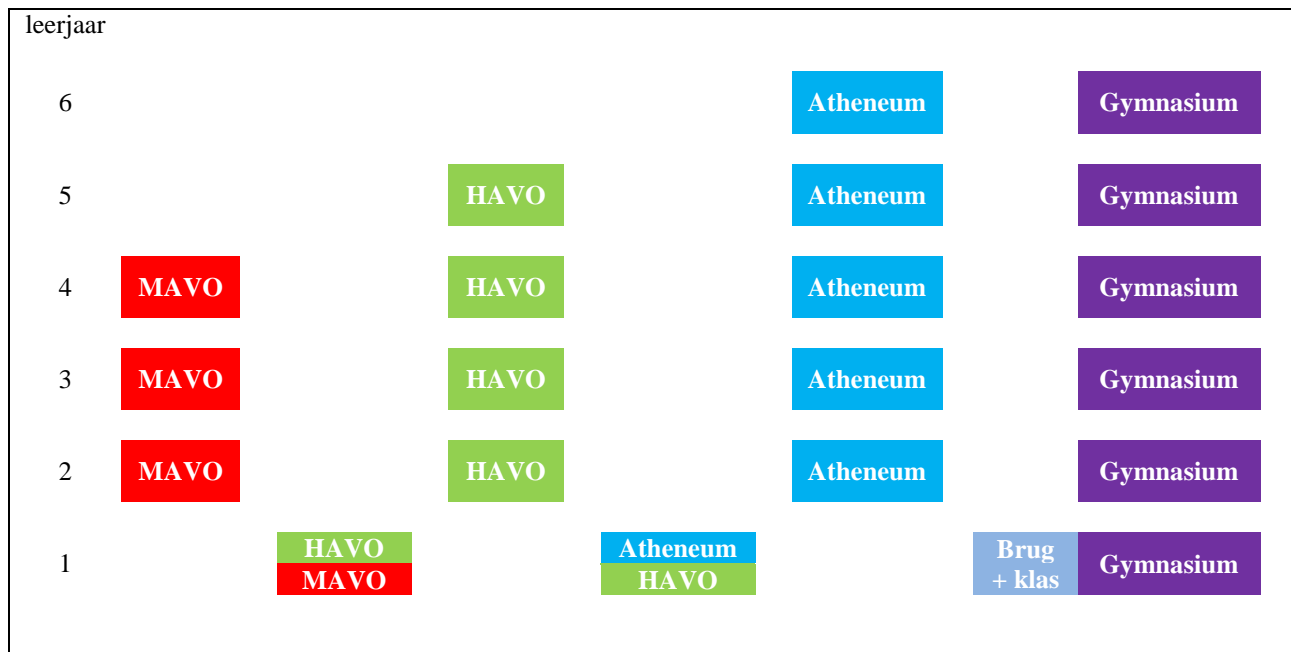 leerjaar
6 Atheneum Gymnasium
5 HAVO Atheneum Gymnasium
4 MAVO HAVO Atheneum Gymnasium
3 MAVO HAVO Atheneum Gymnasium
2 MAVO HAVO Atheneum Gymnasium
HAVO Atheneum Brug
1 Gymnasium
MAVO HAVO + klas